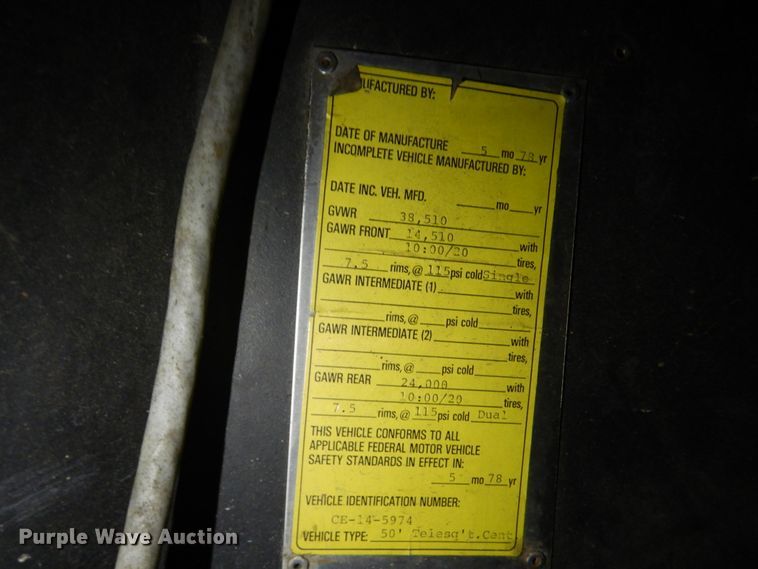 UFACTURED BY:
DATE OF MANUFACTURE 5 mo 78 yr
INCOMPLETE VEHICLE MANUFACTURED BY:
DATE INC. VEH. MFD. mo yr
GVWR 38,510
GAWR FRONT 14,510 with
10:00/20 tires,
7.5 rims, @ 115 psi cold Single
GAWR INTERMEDIATE (1) with
tires,
rims, @ psi cold
GAWR INTERMEDIATE (2) with
tires,
rims, @ psi cold
GAWR REAR 24,000 with
10:00/20 tires,
7.5 rims, @ 115 psi cold Dual
THIS VEHICLE CONFORMS TO ALL
APPLICABLE FEDERAL MOTOR VEHICLE
SAFETY STANDARDS IN EFFECT IN:
5 mo 78 yr
VEHICLE IDENTIFICATION NUMBER:
CE-14-5974
VEHICLE TYPE: 50' Telesq't.Cent
Purple Wave Auction